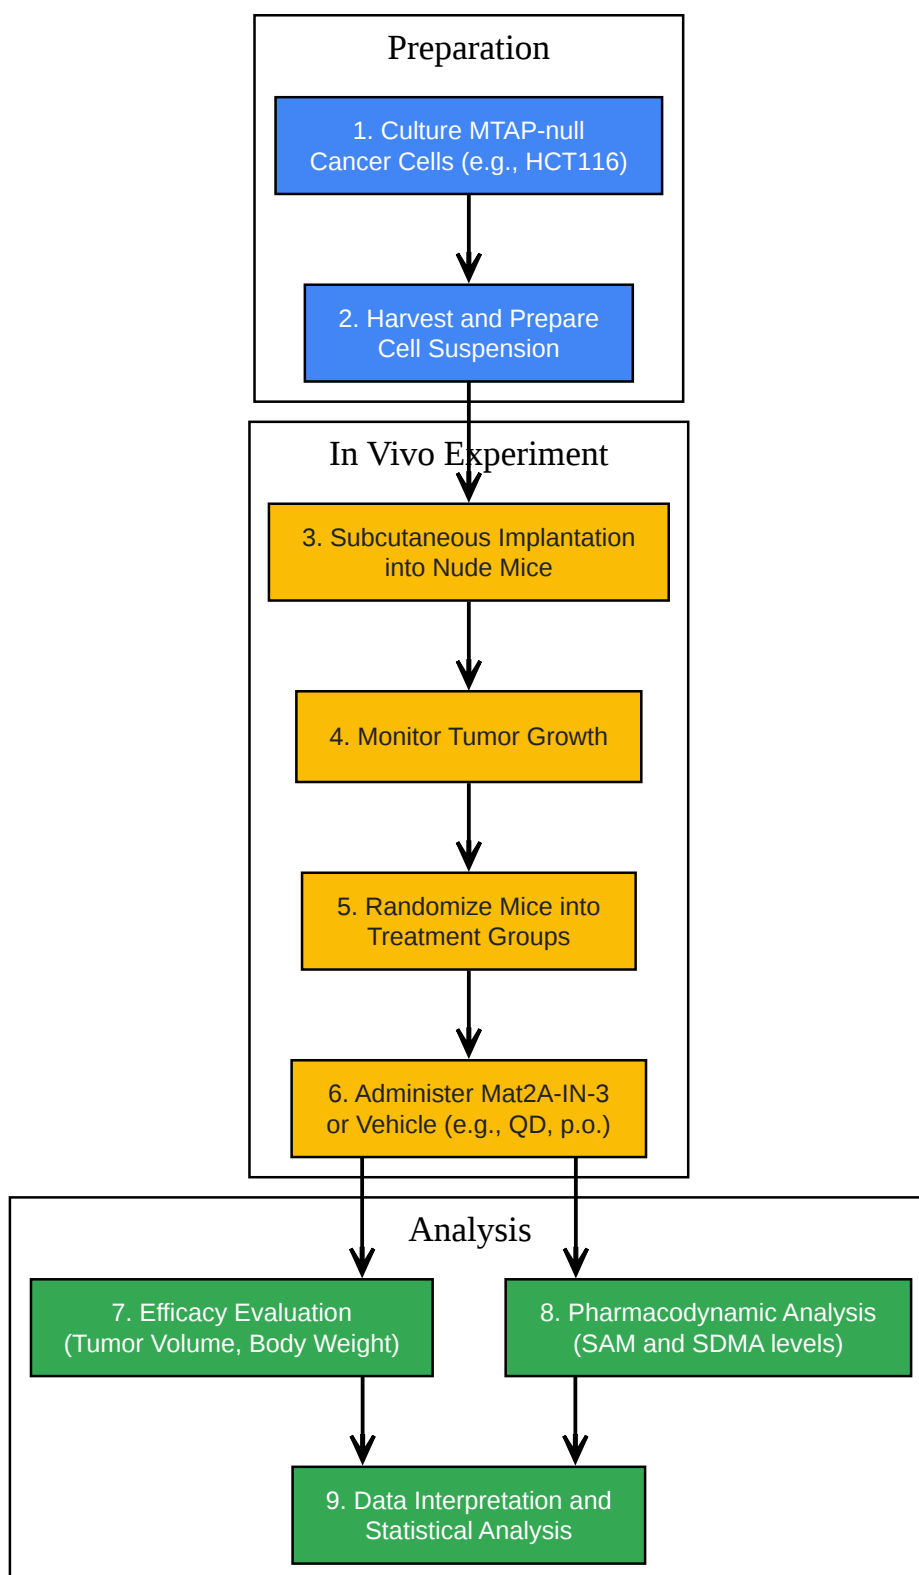 Preparation
1. Culture MTAP-null
Cancer Cells (e.g., HCT116)
2. Harvest and Prepare
Cell Suspension
In Vivo Experiment
3. Subcutaneous Implantation
into Nude Mice
4. Monitor Tumor Growth
5. Randomize Mice into
Treatment Groups
6. Administer Mat2A-IN-3
or Vehicle (e.g., QD, p.o.)
Analysis
7. Efficacy Evaluation
(Tumor Volume, Body Weight)
8. Pharmacodynamic Analysis
(SAM and SDMA levels)
9. Data Interpretation and
Statistical Analysis